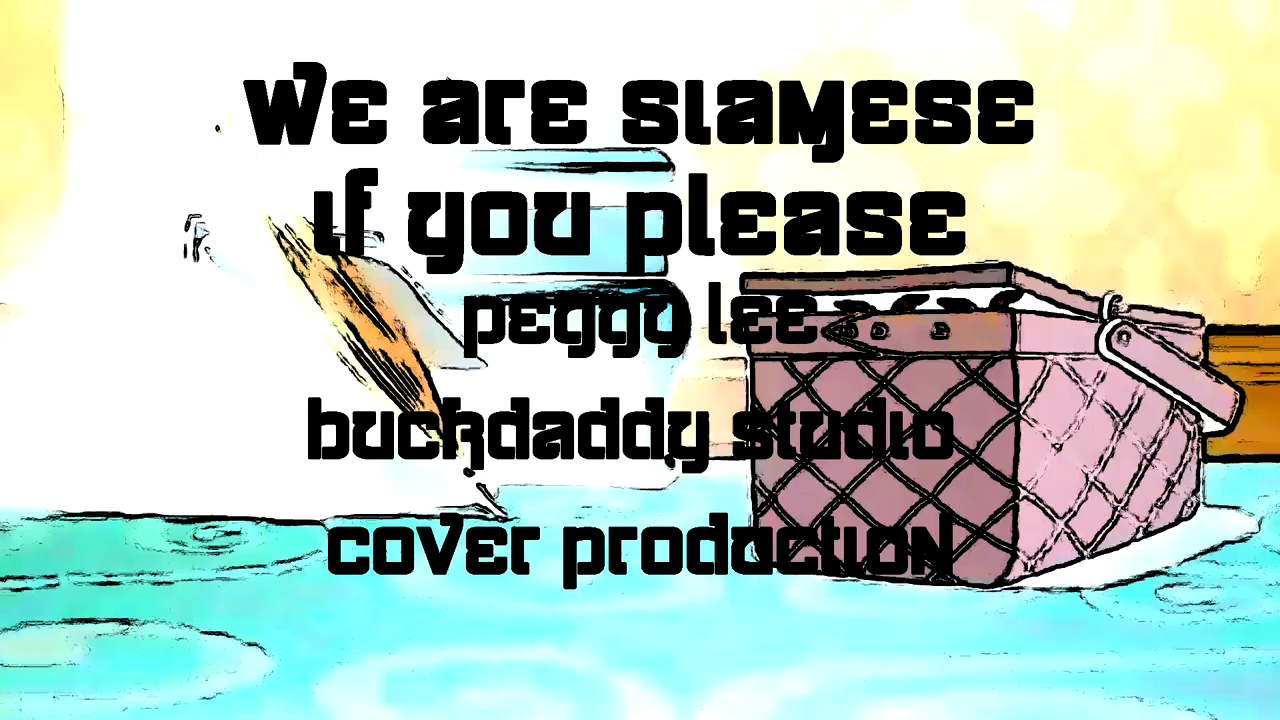 we are siamese
if you please
peggy lee
buckdaddy studio
cover production